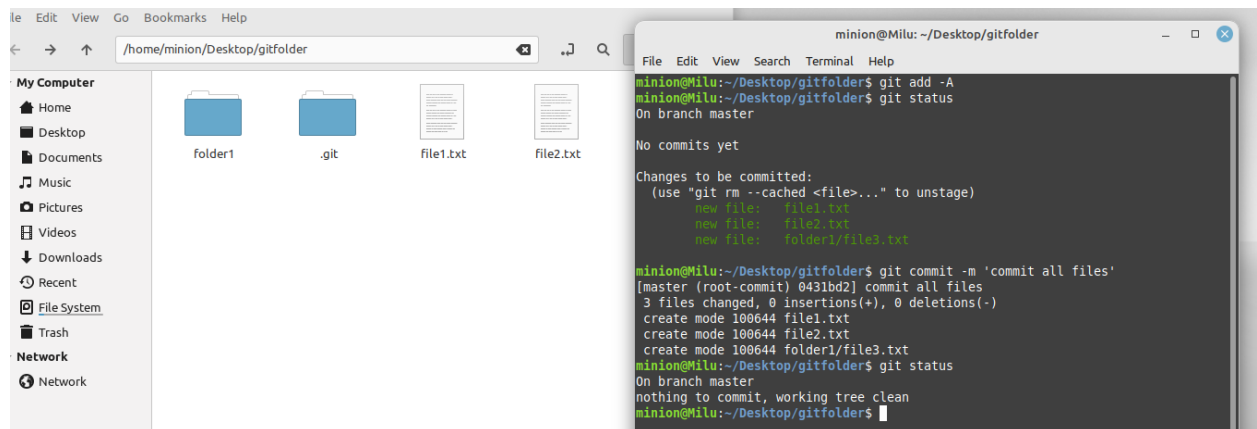 Edit View Go Bookmarks Help
/home/minion/Desktop/gitfolder
My Computer
Home
Desktop
Documents
Music
Pictures
Videos
Downloads
Recent
File System
Trash
Network
Network
folder1
.git
file1.txt
file2.txt
minion@Milu: ~/Desktop/gitfolder
File Edit View Search Terminal Help
minion@Milu:~/Desktop/gitfolder$ git add -A
minion@Milu:~/Desktop/gitfolder$ git status
On branch master
No commits yet
Changes to be committed:
(use "git rm --cached <file>..." to unstage)
new file: file1.txt
new file: file2.txt
new file: folder1/file3.txt
minion@Milu:~/Desktop/gitfolder$ git commit -m 'commit all files'
[master (root-commit) 0431bd2] commit all files
3 files changed, 0 insertions(+), 0 deletions(-)
create mode 100644 file1.txt
create mode 100644 file2.txt
create mode 100644 folder1/file3.txt
minion@Milu:~/Desktop/gitfolder$ git status
On branch master
nothing to commit, working tree clean
minion@Milu:~/Desktop/gitfolder$